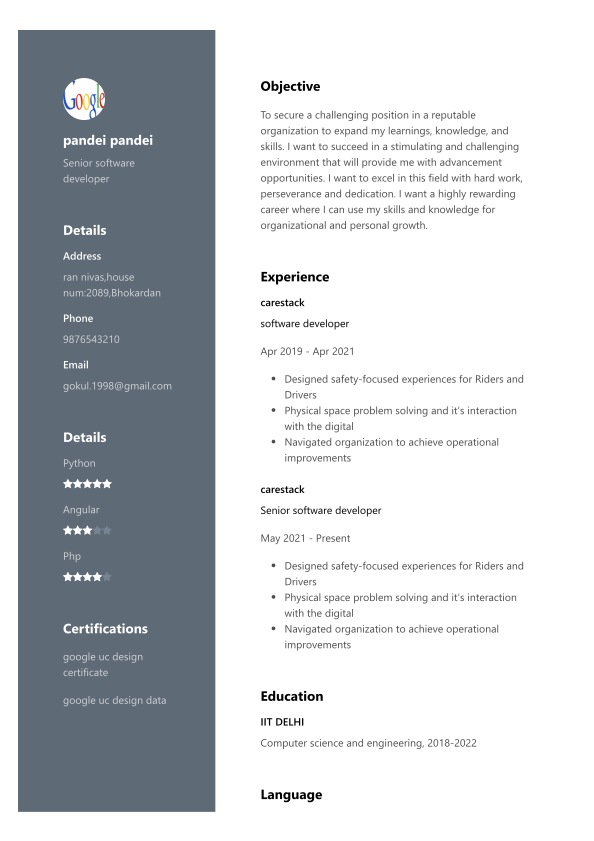 Google
pandei pandei
Senior software
developer
Details
Address
ran nivas,house
num:2089,Bhokardan
Phone
9876543210
Email
gokul.1998@gmail.com
Details
Python
Angular
Php
Certifications
google uc design
certificate
google uc design data
Objective
To secure a challenging position in a reputable
organization to expand my learnings, knowledge, and
skills. I want to succeed in a stimulating and challenging
environment that will provide me with advancement
opportunities. I want to excel in this field with hard work,
perseverance and dedication. I want a highly rewarding
career where I can use my skills and knowledge for
organizational and personal growth.
Experience
carestack
software developer
Apr 2019 - Apr 2021
• Designed safety-focused experiences for Riders and
Drivers
• Physical space problem solving and it's interaction
with the digital
• Navigated organization to achieve operational
improvements
carestack
Senior software developer
May 2021 - Present
• Designed safety-focused experiences for Riders and
Drivers
• Physical space problem solving and it's interaction
with the digital
• Navigated organization to achieve operational
improvements
Education
IIT DELHI
Computer science and engineering, 2018-2022
Language